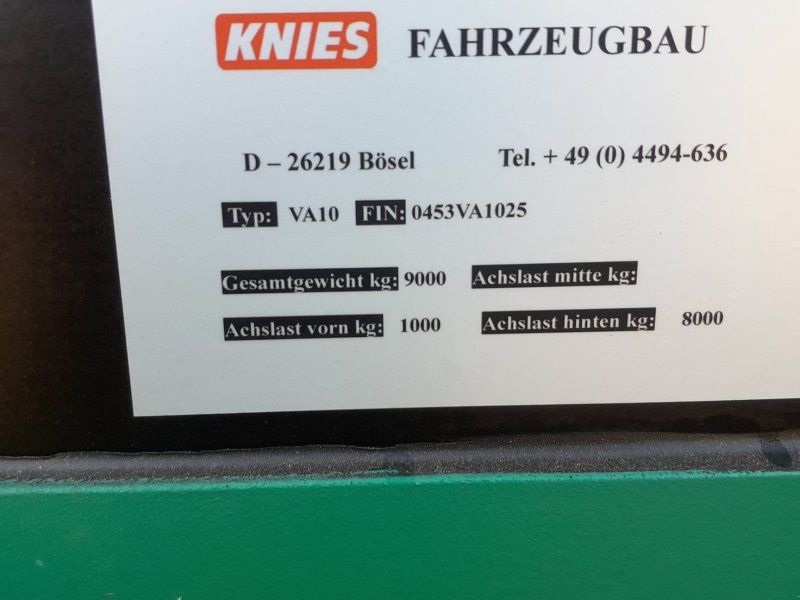 KNIES FAHRZEUGBAU
D – 26219 Bösel Tel. + 49 (0) 4494-636
Typ: VA10 FIN: 0453VA1025
Gesamtgewicht kg: 9000 Achslast mitte kg:
Achslast vorn kg: 1000 Achslast hinten kg: 8000